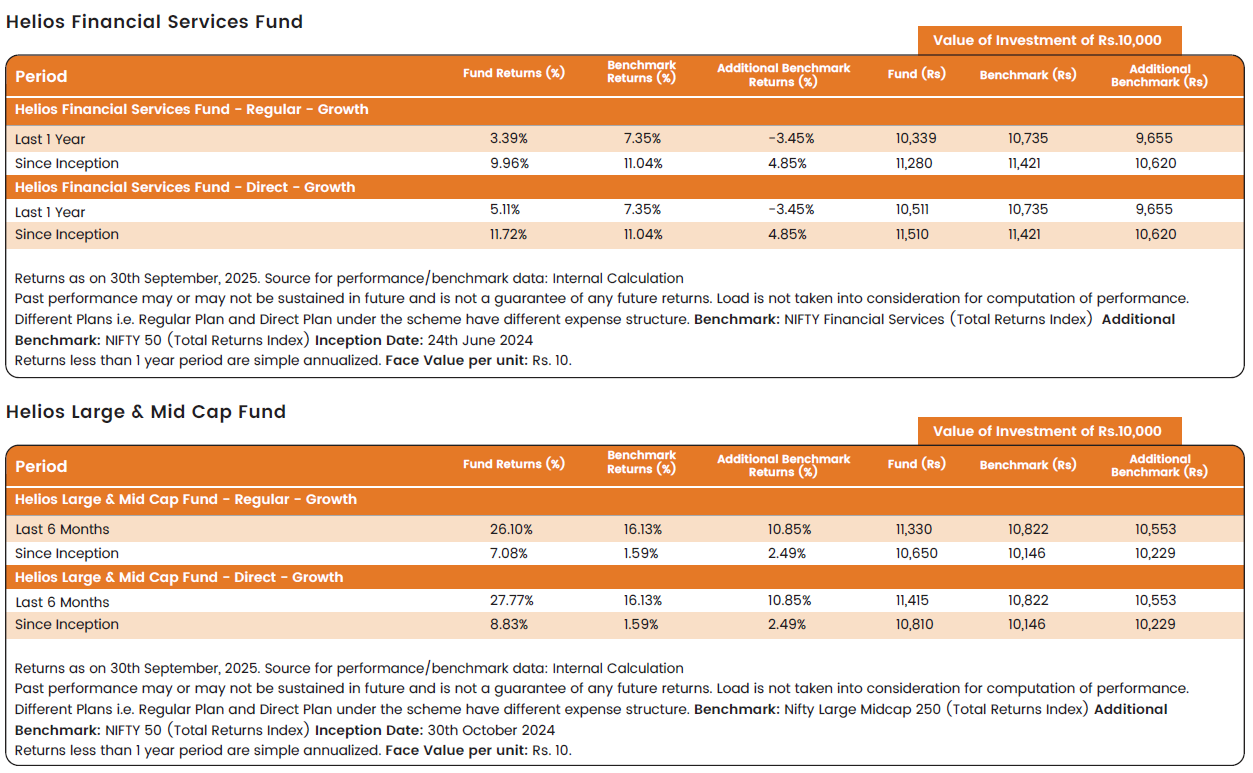 Helios Financial Services Fund
Value of Investment of Rs.10,000
Period Fund Returns (%) Benchmark Returns (%) Additional Benchmark Returns (%) Fund (Rs) Benchmark (Rs) Additional Benchmark (Rs)
Helios Financial Services Fund - Regular - Growth
Last 1 Year 3.39% 7.35% -3.45% 10,339 10,735 9,655
Since Inception 9.96% 11.04% 4.85% 11,280 11,421 10,620
Helios Financial Services Fund - Direct - Growth
Last 1 Year 5.11% 7.35% -3.45% 10,511 10,735 9,655
Since Inception 11.72% 11.04% 4.85% 11,510 11,421 10,620
Returns as on 30th September, 2025. Source for performance/benchmark data: Internal Calculation
Past performance may or may not be sustained in future and is not a guarantee of any future returns. Load is not taken into consideration for computation of performance.
Different Plans i.e. Regular Plan and Direct Plan under the scheme have different expense structure. Benchmark: NIFTY Financial Services (Total Returns Index) Additional
Benchmark: NIFTY 50 (Total Returns Index) Inception Date: 24th June 2024
Returns less than 1 year period are simple annualized. Face Value per unit: Rs. 10.
Helios Large & Mid Cap Fund
Value of Investment of Rs.10,000
Period Fund Returns (%) Benchmark Returns (%) Additional Benchmark Returns (%) Fund (Rs) Benchmark (Rs) Additional Benchmark (Rs)
Helios Large & Mid Cap Fund - Regular - Growth
Last 6 Months 26.10% 16.13% 10.85% 11,330 10,822 10,553
Since Inception 7.08% 1.59% 2.49% 10,650 10,146 10,229
Helios Large & Mid Cap Fund - Direct - Growth
Last 6 Months 27.77% 16.13% 10.85% 11,415 10,822 10,553
Since Inception 8.83% 1.59% 2.49% 10,810 10,146 10,229
Returns as on 30th September, 2025. Source for performance/benchmark data: Internal Calculation
Past performance may or may not be sustained in future and is not a guarantee of any future returns. Load is not taken into consideration for computation of performance.
Different Plans i.e. Regular Plan and Direct Plan under the scheme have different expense structure. Benchmark: Nifty Large Midcap 250 (Total Returns Index) Additional
Benchmark: NIFTY 50 (Total Returns Index) Inception Date: 30th October 2024
Returns less than 1 year period are simple annualized. Face Value per unit: Rs. 10.